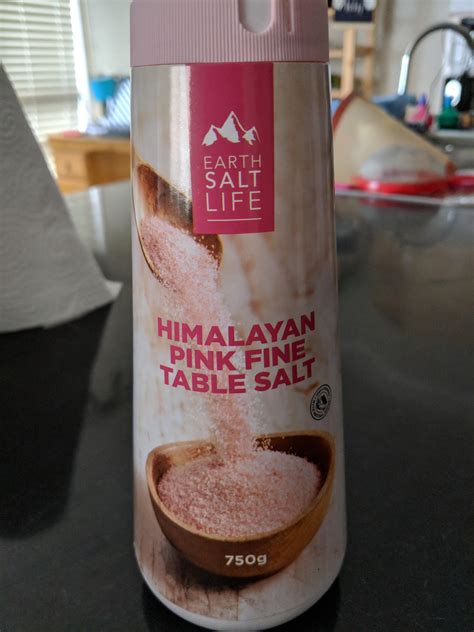 EARTH
SALT
LIFE
HIMALAYAN
PINK FINE
TABLE SALT
750g